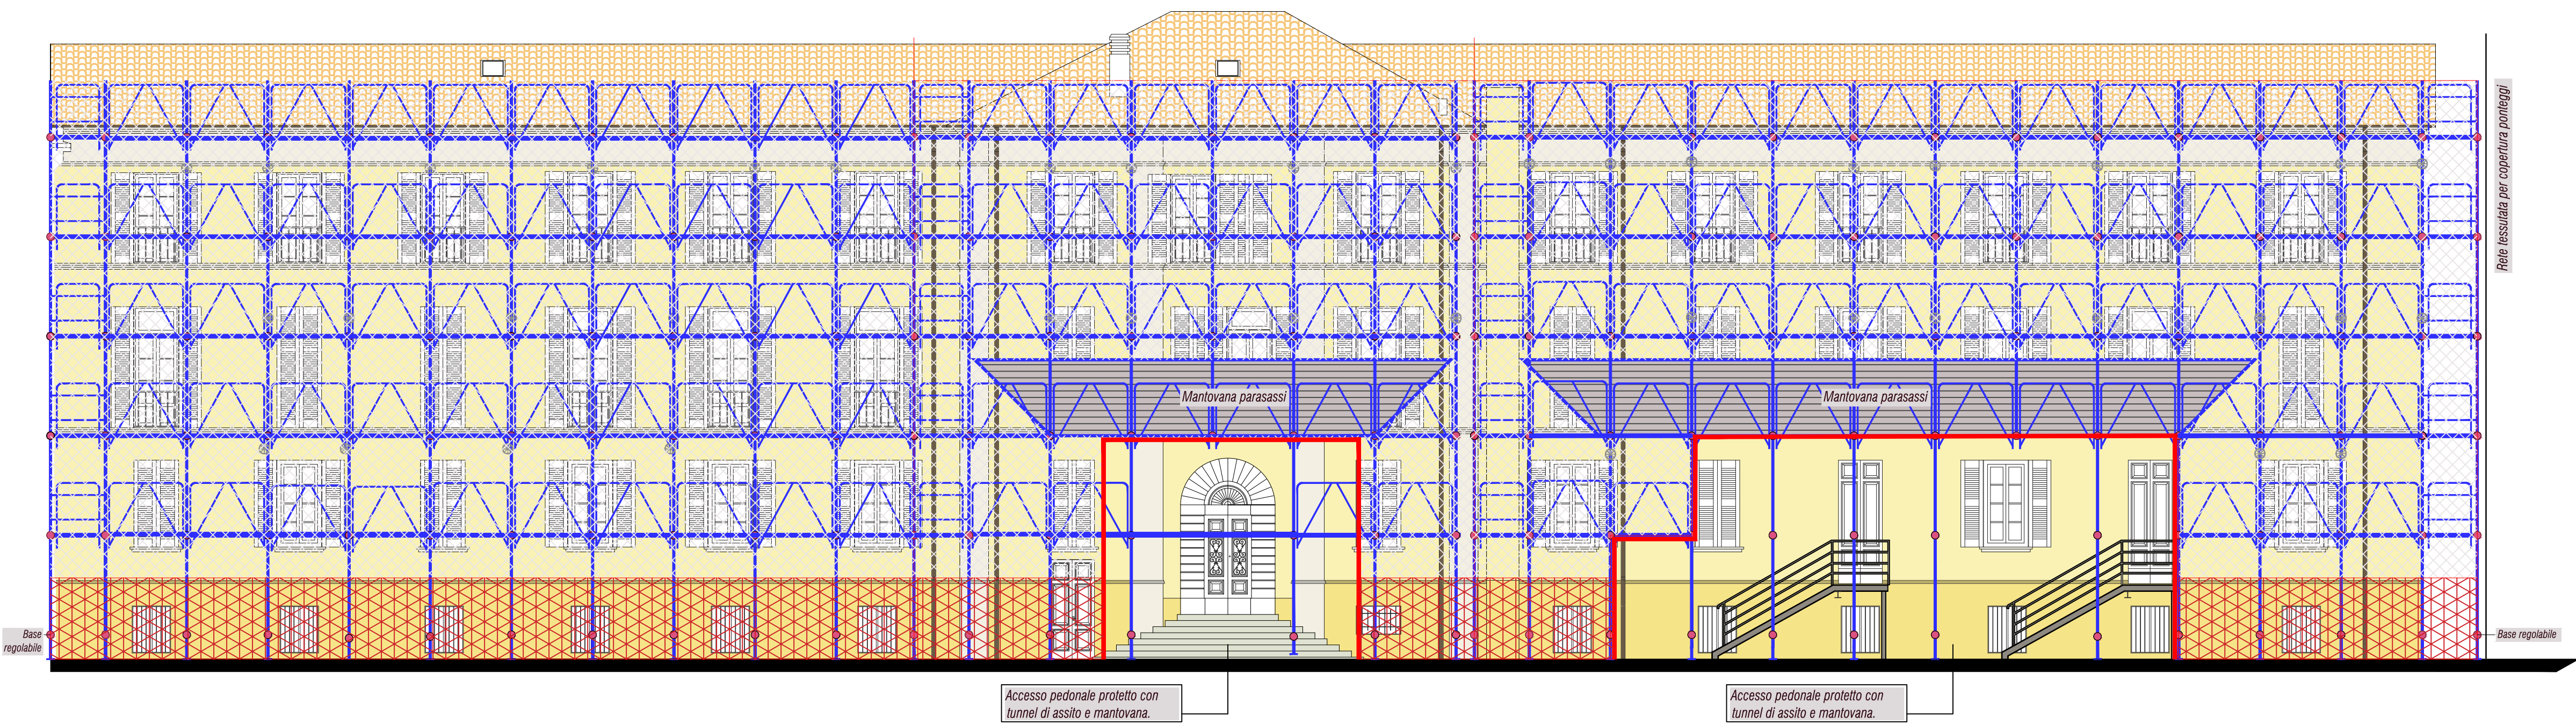 Rete tessutata per copertura ponteggi
Mantovana parasassi
Mantovana parasassi
Base
regolabile
Base regolabile
Accesso pedonale protetto con
tunnel di assito e mantovana.
Accesso pedonale protetto con
tunnel di assito e mantovana.